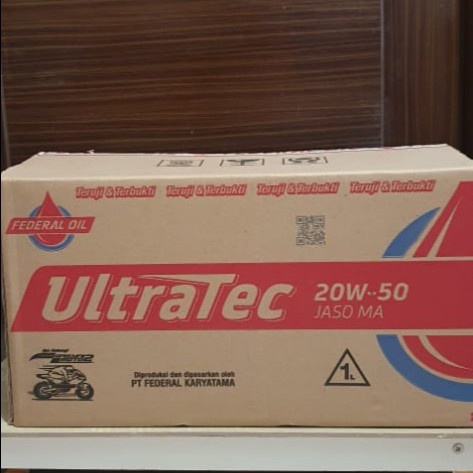 Teruji & Terbukti Teruji & Terbukti Teruji & Terbukti Teruji & Terbukti
FEDERAL OIL
UltraTec
20W-50
JASO MA
Diproduksi dan dipasarkan oleh
PT FEDERAL KARYATAMA
1L